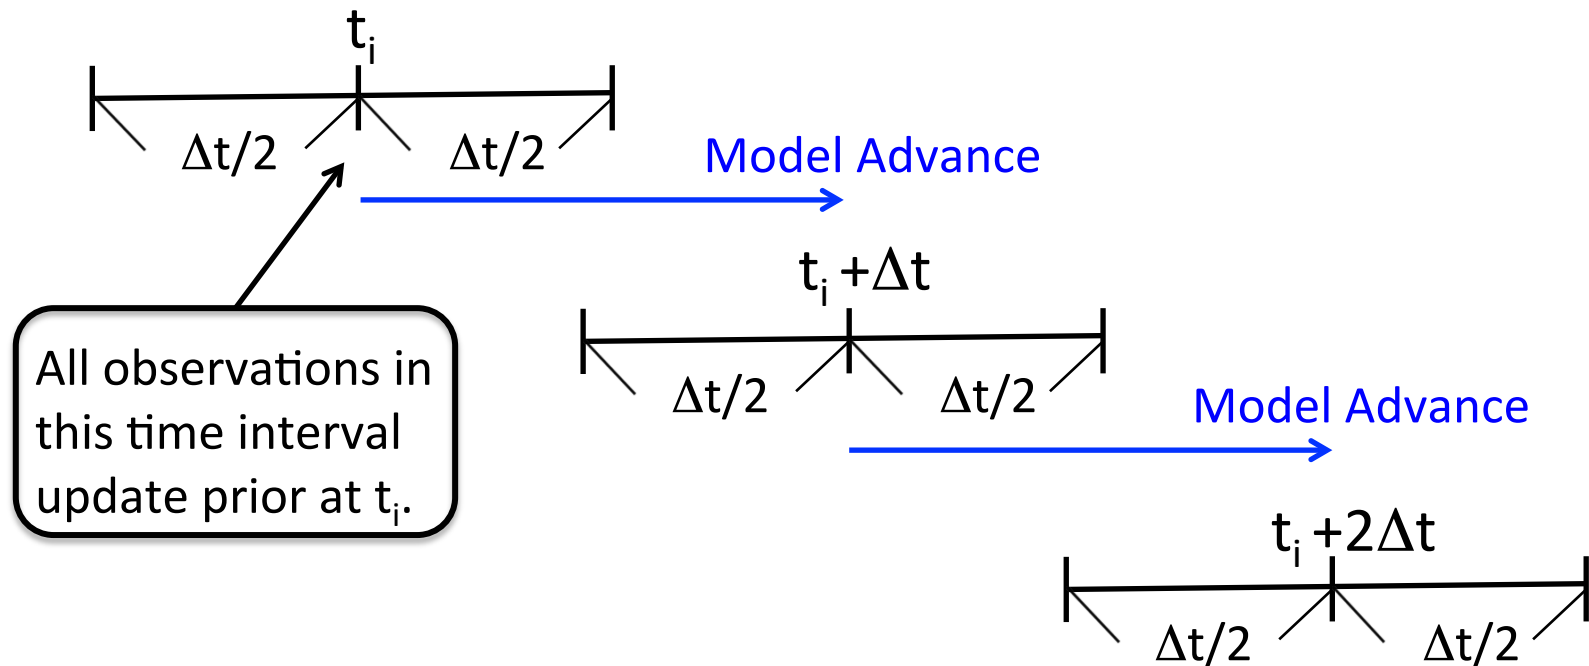 tᵢ
Δt/2 Δt/2
Model Advance
tᵢ +Δt
All observations in
this time interval
update prior at tᵢ.
Δt/2 Δt/2
Model Advance
tᵢ +2Δt
Δt/2 Δt/2